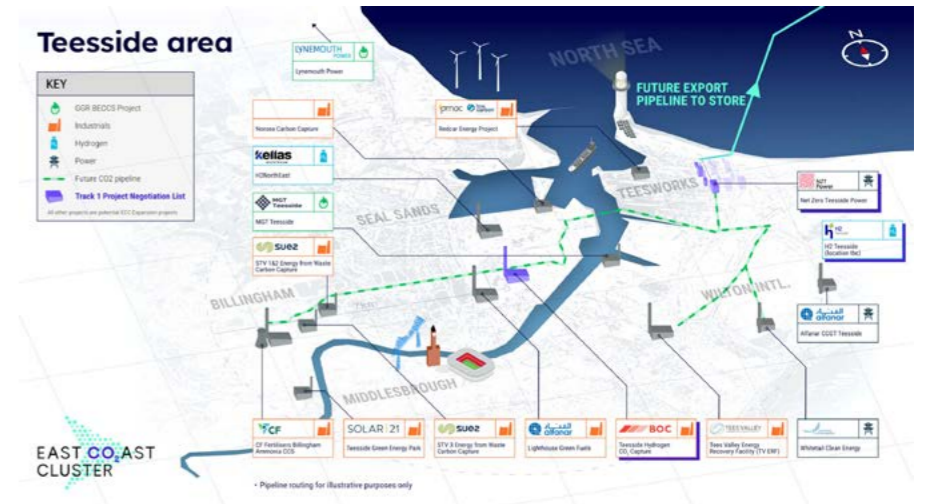 Teesside area
KEY
GGR BECCS Project
Industrials
Hydrogen
Power
Future CO2 pipeline
Track 1 Project Negotiation List
All other projects are potential ECC Expansion projects
LYNEMOUTH
POWER
Lynemouth Power
NORTH SEA
N
FUTURE EXPORT
PIPELINE TO STORE
Norsea Carbon Capture
Redcar Energy Project
kellas
H2NorthEast
MGT
Teesside
MGT Teesside
SEAL SANDS
TEESWORKS
NZT
Power
Net Zero Teesside Power
suez
STV 1&2 Energy from Waste
Carbon Capture
H2
H2 Teesside
(location tbc)
BILLINGHAM
WILTON INTL.
الفنار
alfanar
Alfanar CCGT Teesside
MIDDLESBROUGH
CF
CF Fertilisers Billingham
Ammonia CCS
SOLAR 21
Teesside Green Energy Park
suez
STV 3 Energy from Waste
Carbon Capture
الفنار
alfanar
Lighthouse Green Fuels
BOC
Teesside Hydrogen
CO2 Capture
TEES VALLEY
Tees Valley Energy
Recovery Facility (TV ERF)
Whitetail Clean Energy
EAST CO2AST
CLUSTER
• Pipeline routing for illustrative purposes only